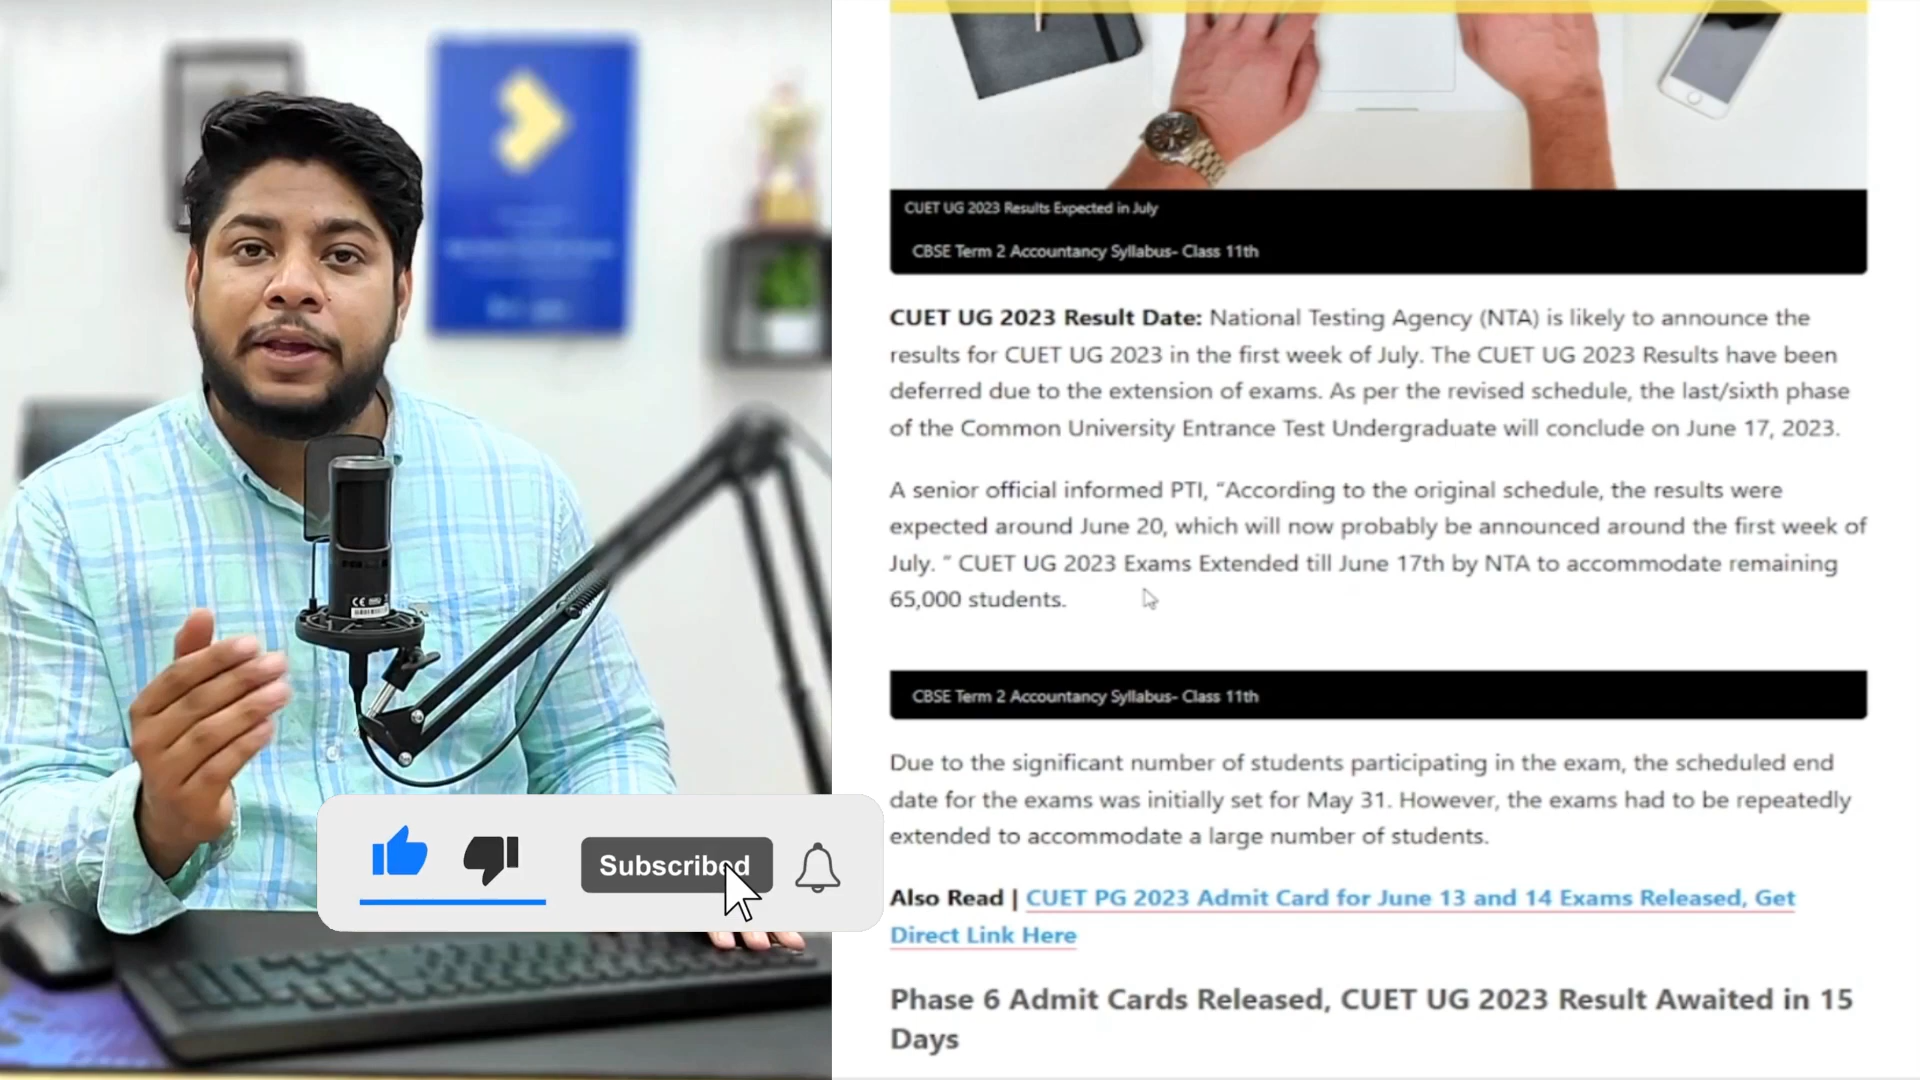 CUET UG 2023 Results Expected in July
CBSE Term 2 Accountancy Syllabus- Class 11th
CUET UG 2023 Result Date: National Testing Agency (NTA) is likely to announce the
results for CUET UG 2023 in the first week of July. The CUET UG 2023 Results have been
deferred due to the extension of exams. As per the revised schedule, the last/sixth phase
of the Common University Entrance Test Undergraduate will conclude on June 17, 2023.
A senior official informed PTI, “According to the original schedule, the results were
expected around June 20, which will now probably be announced around the first week of
July. ” CUET UG 2023 Exams Extended till June 17th by NTA to accommodate remaining
65,000 students.
CBSE Term 2 Accountancy Syllabus- Class 11th
Due to the significant number of students participating in the exam, the scheduled end
date for the exams was initially set for May 31. However, the exams had to be repeatedly
extended to accommodate a large number of students.
Also Read | CUET PG 2023 Admit Card for June 13 and 14 Exams Released, Get
Direct Link Here
Phase 6 Admit Cards Released, CUET UG 2023 Result Awaited in 15
Days
Subscribed